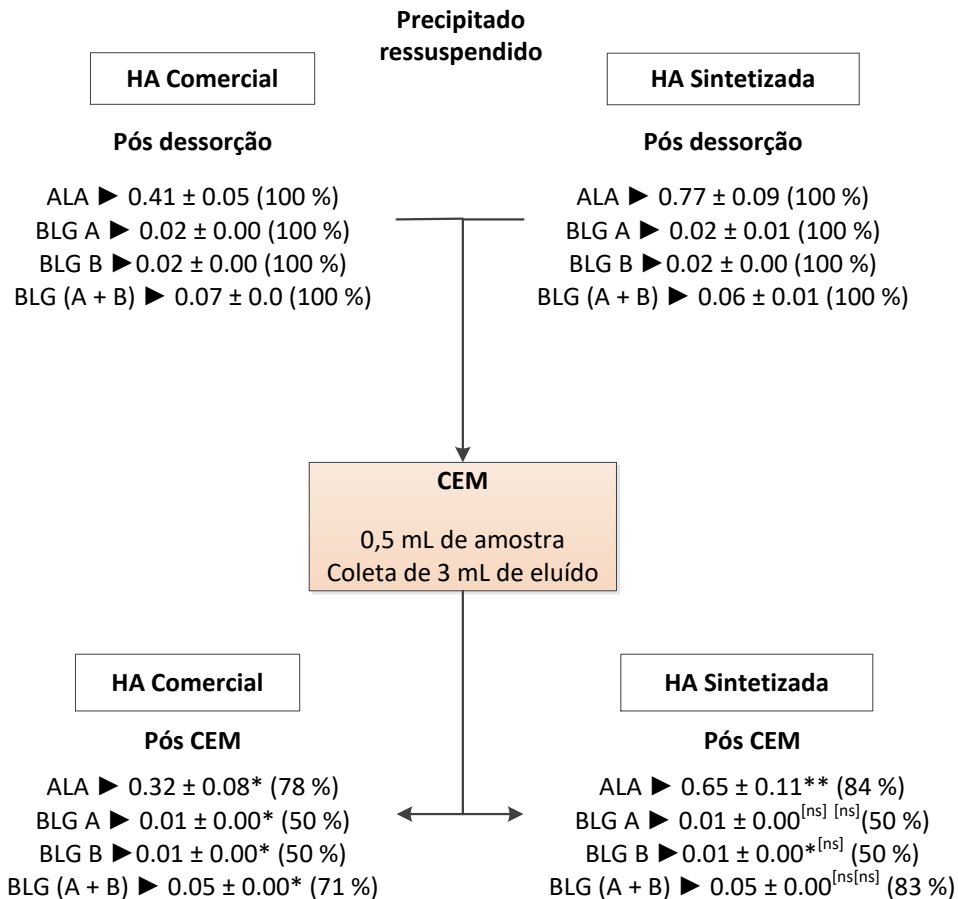 Precipitado
ressuspendido
HA Comercial
Pós dessorção
ALA ► 0.41 ± 0.05 (100 %)
BLG A ► 0.02 ± 0.00 (100 %)
BLG B ►0.02 ± 0.00 (100 %)
BLG (A + B) ► 0.07 ± 0.0 (100 %)
HA Sintetizada
Pós dessorção
ALA ► 0.77 ± 0.09 (100 %)
BLG A ► 0.02 ± 0.01 (100 %)
BLG B ► 0.02 ± 0.00 (100 %)
BLG (A + B) ► 0.06 ± 0.01 (100 %)
CEM
0,5 mL de amostra
Coleta de 3 mL de eluído
HA Comercial
Pós CEM
ALA ► 0.32 ± 0.08* (78 %)
BLG A ► 0.01 ± 0.00* (50 %)
BLG B ►0.01 ± 0.00* (50 %)
BLG (A + B) ► 0.05 ± 0.00* (71 %)
HA Sintetizada
Pós CEM
ALA ► 0.65 ± 0.11** (84 %)
BLG A ► 0.01 ± 0.00[ns] [ns](50 %)
BLG B ►0.01 ± 0.00*[ns] (50 %)
BLG (A + B) ► 0.05 ± 0.00[ns[ns] (83 %)